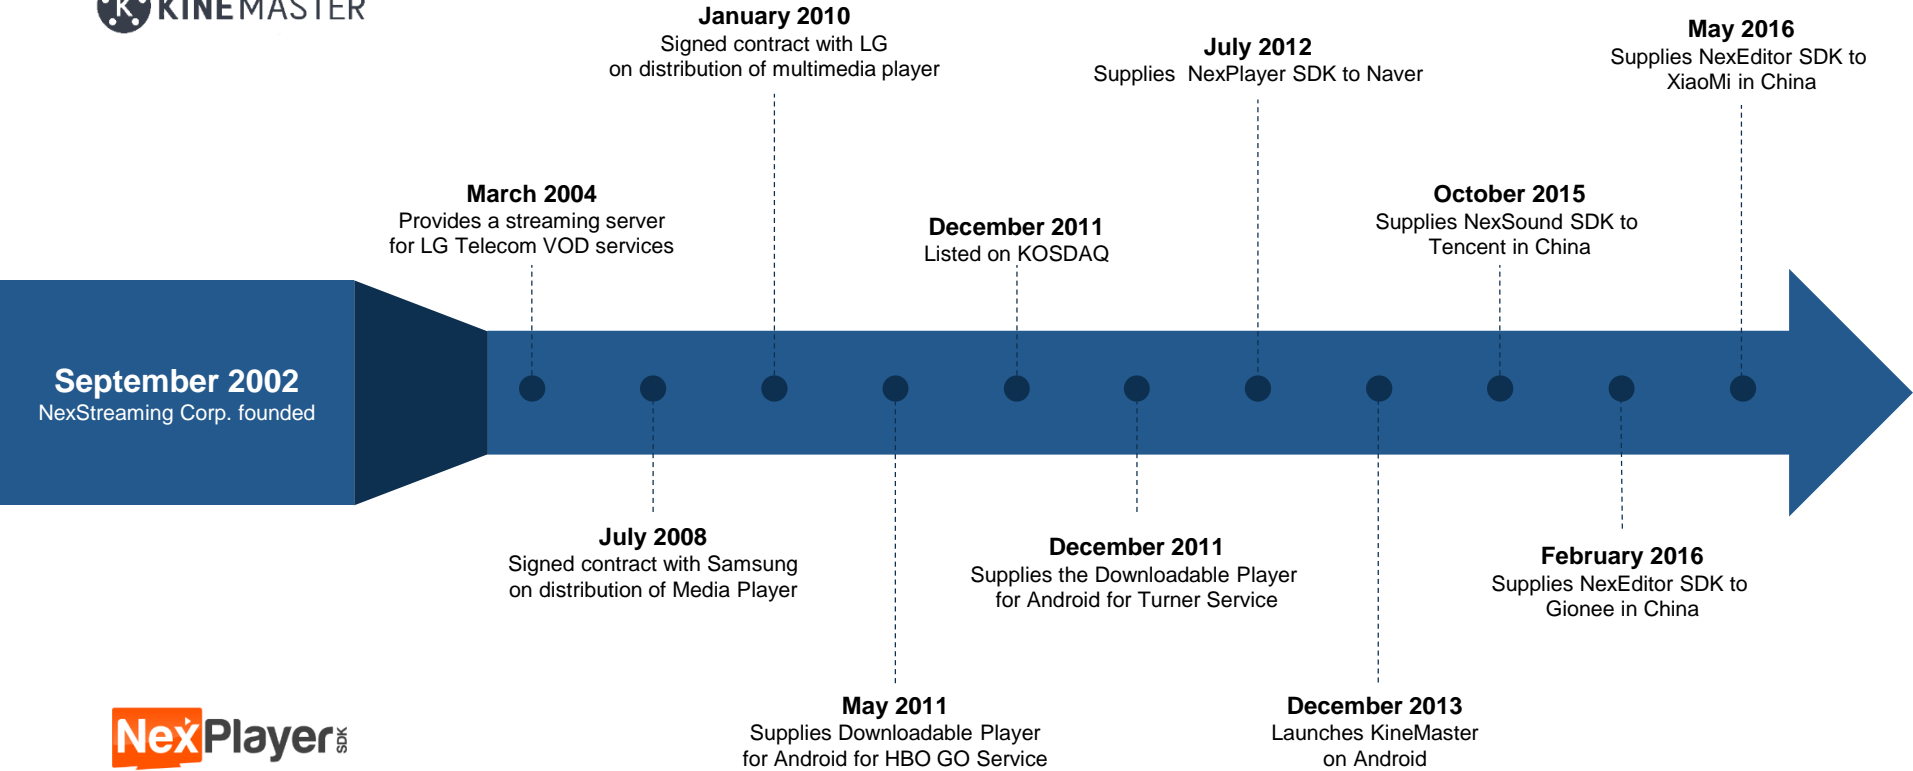 KINEMASTER
January 2010
Signed contract with LG
on distribution of multimedia player
July 2012
Supplies NexPlayer SDK to Naver
May 2016
Supplies NexEditor SDK to
XiaoMi in China
March 2004
Provides a streaming server
for LG Telecom VOD services
December 2011
Listed on KOSDAQ
October 2015
Supplies NexSound SDK to
Tencent in China
September 2002
NexStreaming Corp. founded
July 2008
Signed contract with Samsung
on distribution of Media Player
December 2011
Supplies the Downloadable Player
for Android for Turner Service
February 2016
Supplies NexEditor SDK to
Gionee in China
May 2011
Supplies Downloadable Player
for Android for HBO GO Service
December 2013
Launches KineMaster
on Android
NexPlayer SDK